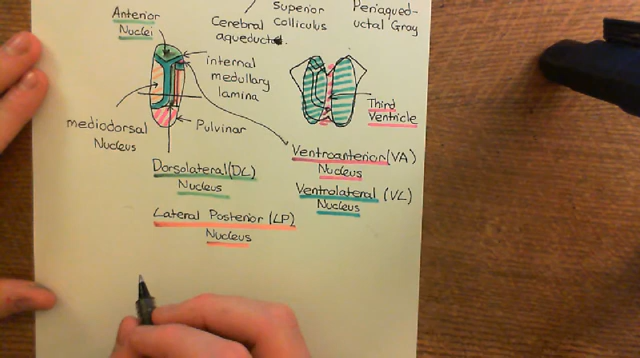 Superior
Colliculus
Periaqued-
uctal Gray
Cerebral
aqueduct.
Anterior
Nuclei
internal
medullary
lamina
mediodorsal
Nucleus
Pulvinar
Third
Ventricle
Dorsolateral (DL)
Nucleus
Ventroanterior (VA)
Nucleus
Ventrolateral (VL)
Nucleus
Lateral Posterior (LP)
Nucleus